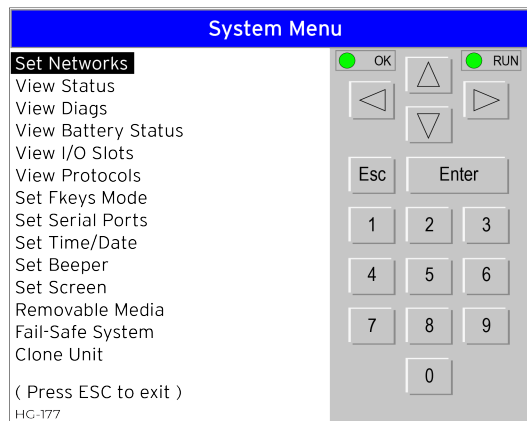 System Menu
Set Networks
View Status
View Diags
View Battery Status
View I/O Slots
View Protocols
Set Fkeys Mode
Set Serial Ports
Set Time/Date
Set Beeper
Set Screen
Removable Media
Fail-Safe System
Clone Unit
( Press ESC to exit )
HG-177
OK
RUN
Esc
Enter
1 2 3
4 5 6
7 8 9
0